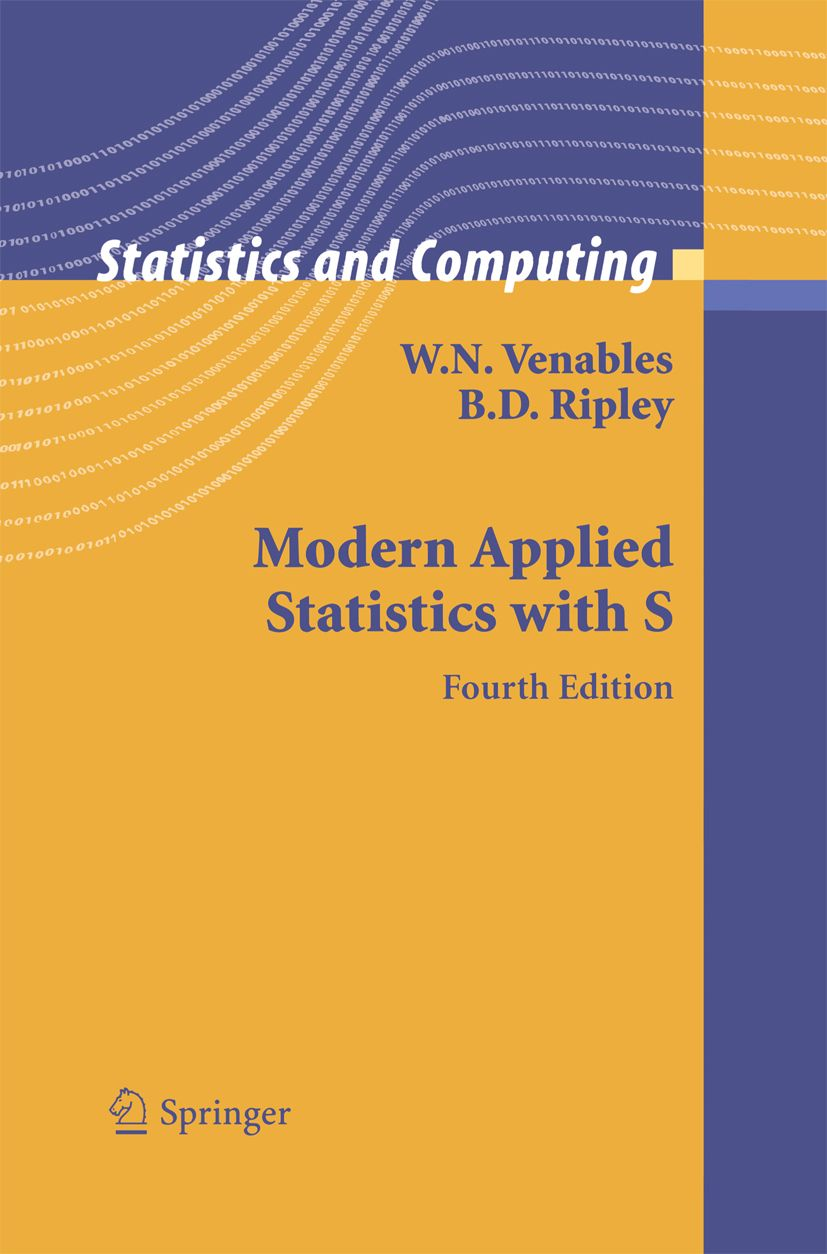 Statistics and Computing
W.N. Venables
B.D. Ripley
Modern Applied
Statistics with S
Fourth Edition
Springer